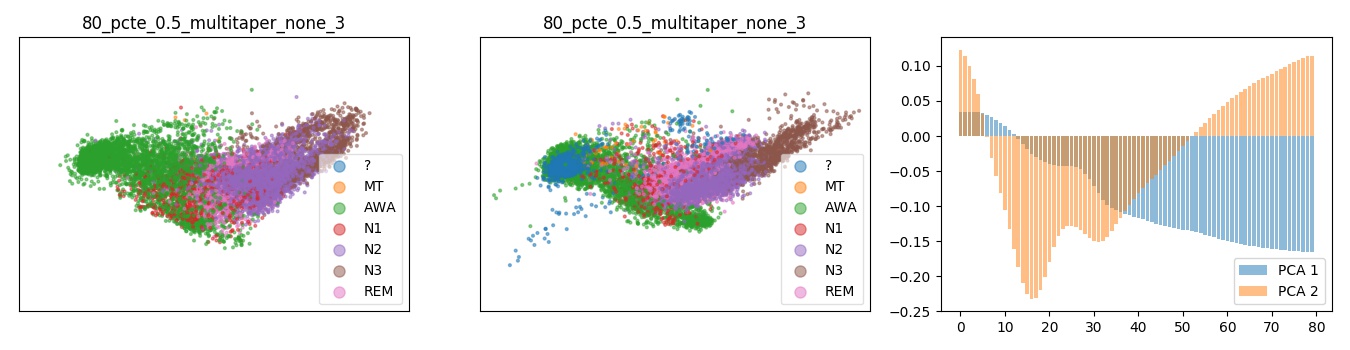 80_pcte_0.5_multitaper_none_3
?
MT
AWA
N1
N2
N3
REM
80_pcte_0.5_multitaper_none_3
?
MT
AWA
N1
N2
N3
REM
0.10
0.05
0.00
−0.05
−0.10
−0.15
−0.20
−0.25
0 10 20 30 40 50 60 70 80
PCA 1
PCA 2